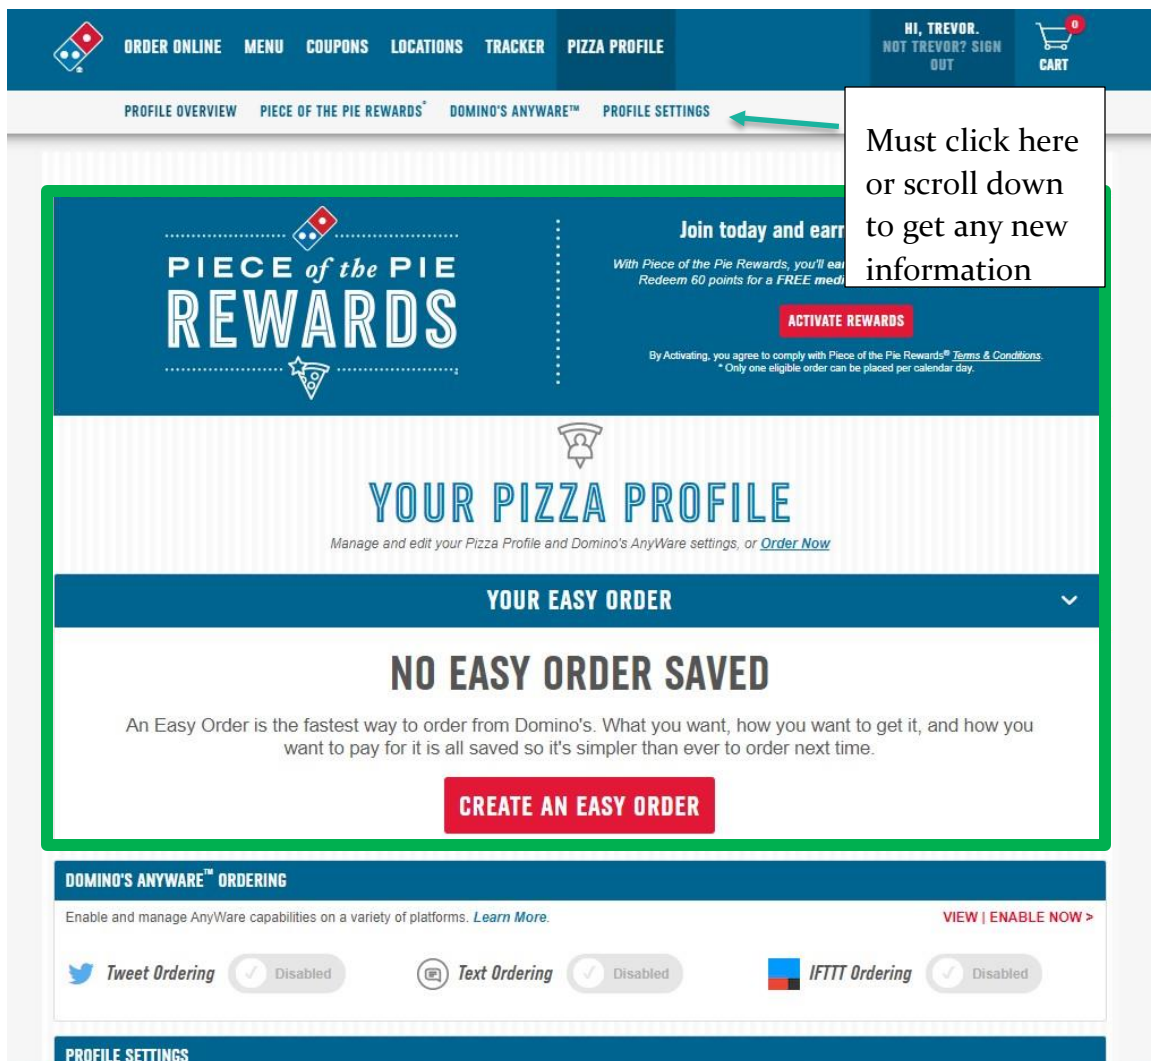 ORDER ONLINE MENU COUPONS LOCATIONS TRACKER PIZZA PROFILE
HI, TREVOR.
NOT TREVOR? SIGN
OUT
0
CART
PROFILE OVERVIEW PIECE OF THE PIE REWARDS® DOMINO'S ANYWARE™ PROFILE SETTINGS
Must click here
or scroll down
to get any new
information
PIECE of the PIE
REWARDS
Join today and earn
With Piece of the Pie Rewards, you'll
Redeem 60 points for a FREE
ACTIVATE REWARDS
By Activating, you agree to comply with Piece of the Pie Rewards® Terms & Conditions.
* Only one eligible order can be placed per calendar day.
YOUR PIZZA PROFILE
Manage and edit your Pizza Profile and Domino's AnyWare settings, or Order Now
YOUR EASY ORDER
NO EASY ORDER SAVED
An Easy Order is the fastest way to order from Domino's. What you want, how you want to get it, and how you
want to pay for it is all saved so it's simpler than ever to order next time.
CREATE AN EASY ORDER
DOMINO'S ANYWARE™ ORDERING
Enable and manage AnyWare capabilities on a variety of platforms. Learn More.
VIEW | ENABLE NOW >
Tweet Ordering Disabled Text Ordering Disabled IFTTT Ordering Disabled
PROFILE SETTINGS